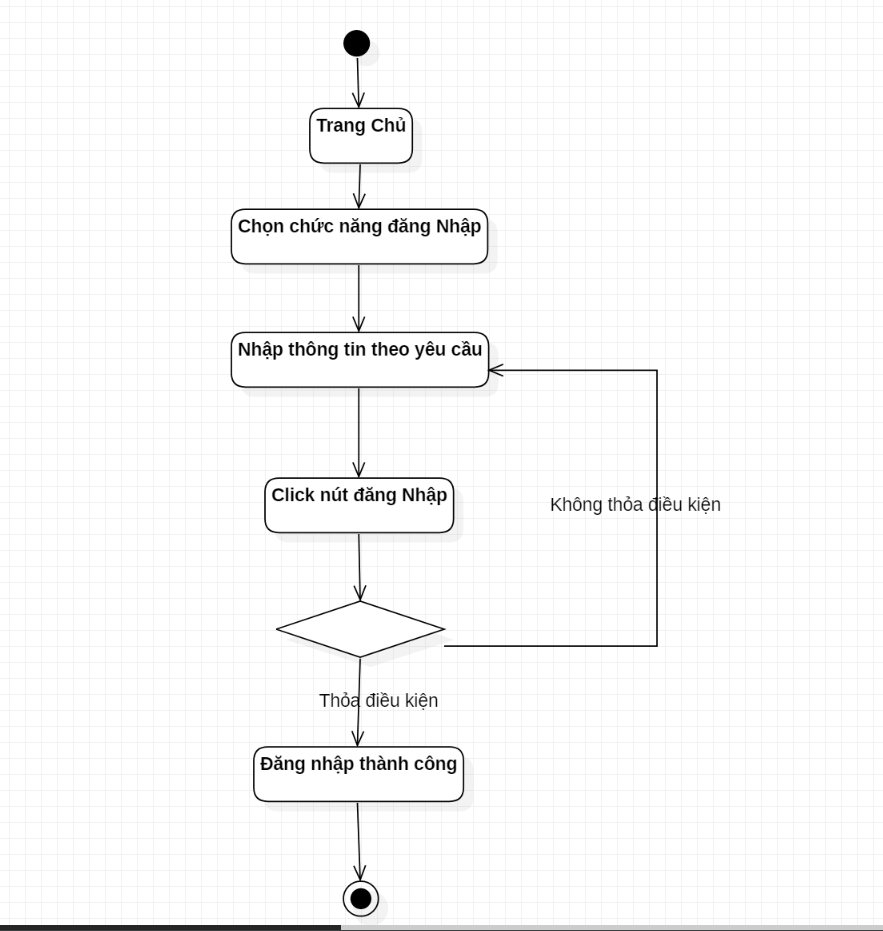 Trang Chủ
Chọn chức năng đăng Nhập
Nhập thông tin theo yêu cầu
Click nút đăng Nhập
Không thỏa điều kiện
Thỏa điều kiện
Đăng nhập thành công